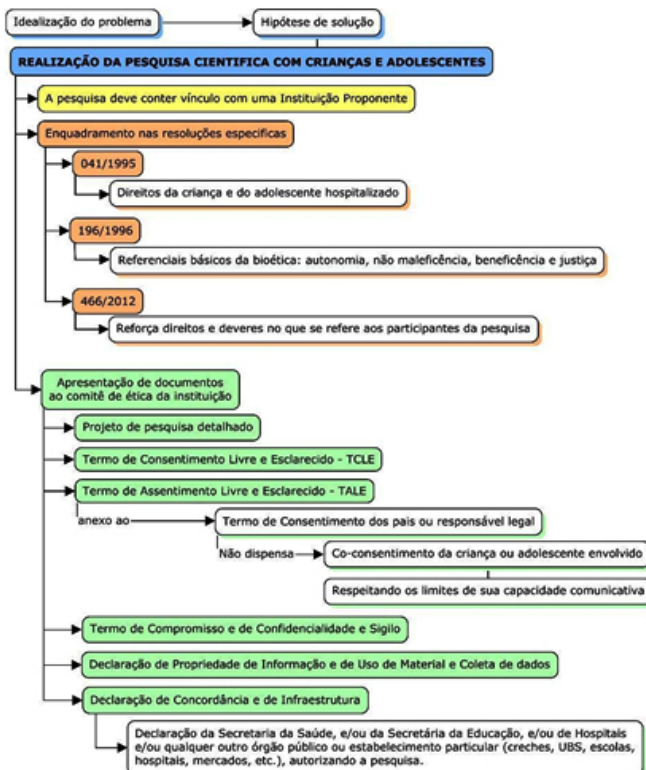 Idealização do problema
Hipótese de solução
REALIZAÇÃO DA PESQUISA CIENTIFICA COM CRIANÇAS E ADOLESCENTES
A pesquisa deve conter vínculo com uma Instituição Proponente
Enquadramento nas resoluções especificas
041/1995
Direitos da criança e do adolescente hospitalizado
196/1996
Referenciais básicos da bioética: autonomia, não maleficência, beneficência e justiça
466/2012
Reforça direitos e deveres no que se refere aos participantes da pesquisa
Apresentação de documentos
ao comitê de ética da instituição
Projeto de pesquisa detalhado
Termo de Consentimento Livre e Esclarecido - TCLE
Termo de Assentimento Livre e Esclarecido - TALE
anexo ao
Termo de Consentimento dos pais ou responsável legal
Não dispensa
Co-consentimento da criança ou adolescente envolvido
Respeitando os limites de sua capacidade comunicativa
Termo de Compromisso e de Confidencialidade e Sigilo
Declaração de Propriedade de Informação e de Uso de Material e Coleta de dados
Declaração de Concordância e de Infraestrutura
Declaração da Secretaria da Saúde, e/ou da Secretária da Educação, e/ou de Hospitais
e/ou qualquer outro órgão público ou estabelecimento particular (creches, UBS, escolas,
hospitais, mercados, etc.), autorizando a pesquisa.